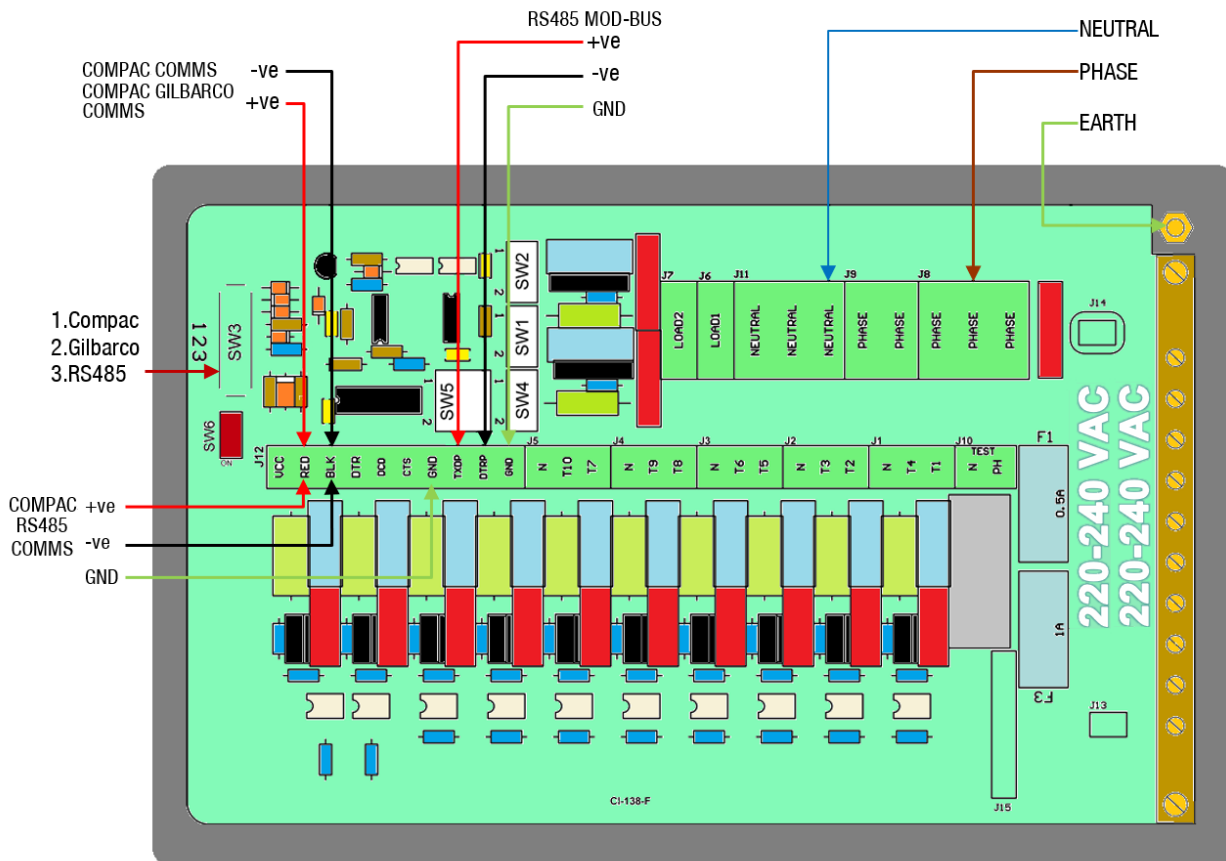 RS485 MOD-BUS
+ve
-ve
GND
NEUTRAL
PHASE
EARTH
COMPAC COMMS -ve
COMPAC GILBARCO
COMMS +ve
1.Compac
2.Gilbarco
3.RS485
1 2 3
SW3
SW6
ON
1
SW2
2
1
SW1
2
1
SW4
2
1
SW5
2
J7
J6
J11
J9
J8
LOAD2
LOAD1
NEUTRAL
NEUTRAL
NEUTRAL
PHASE
PHASE
PHASE
PHASE
PHASE
J14
J12
VCC
RED
BLK
DTR
DCD
CTS
GND
TXDP
DTRP
GND
J5
N
T10
T7
J4
N
T9
T8
J3
N
T6
T5
J2
N
T3
T2
J1
N
T4
T1
J10
TEST
N
PH
F1
0.5A
1A
F3
220-240 VAC
220-240 VAC
COMPAC +ve
RS485
COMMS -ve
GND
J13
J15
CI-138-F